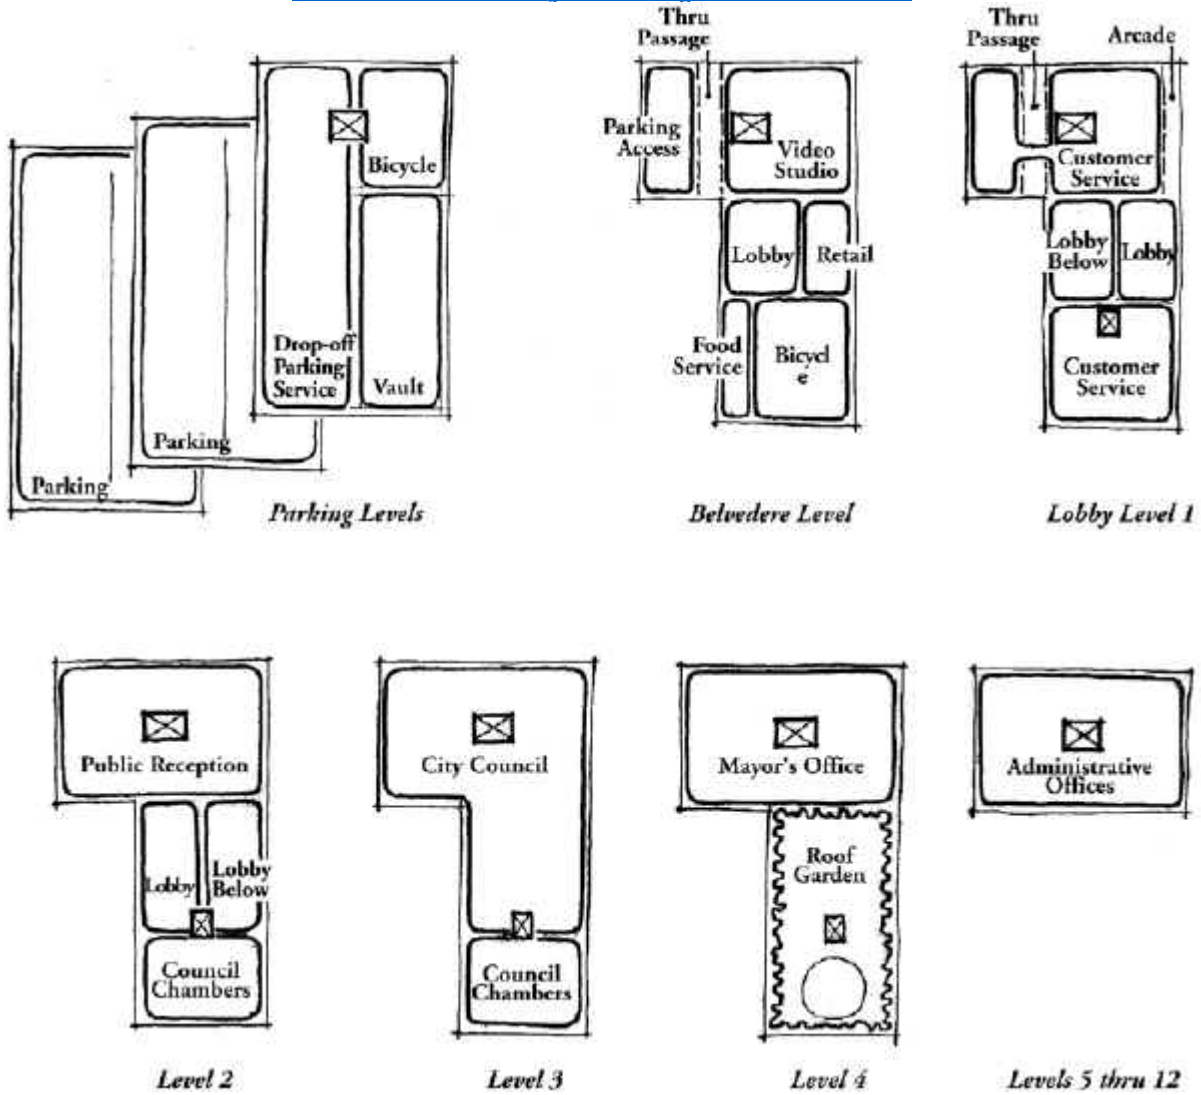 Thru
Passage
Thru
Passage
Arcade
Bicycle
Drop-off
Parking
Service
Vault
Parking
Parking
Parking Levels
Parking
Access
Video
Studio
Lobby
Retail
Food
Service
Bicycl
e
Belvedere Level
Customer
Service
Lobby
Below
Lobby
Customer
Service
Lobby Level 1
Public Reception
Lobby
Lobby
Below
Council
Chambers
Level 2
City Council
Council
Chambers
Level 3
Mayor's Office
Roof
Garden
Level 4
Administrative
Offices
Levels 5 thru 12